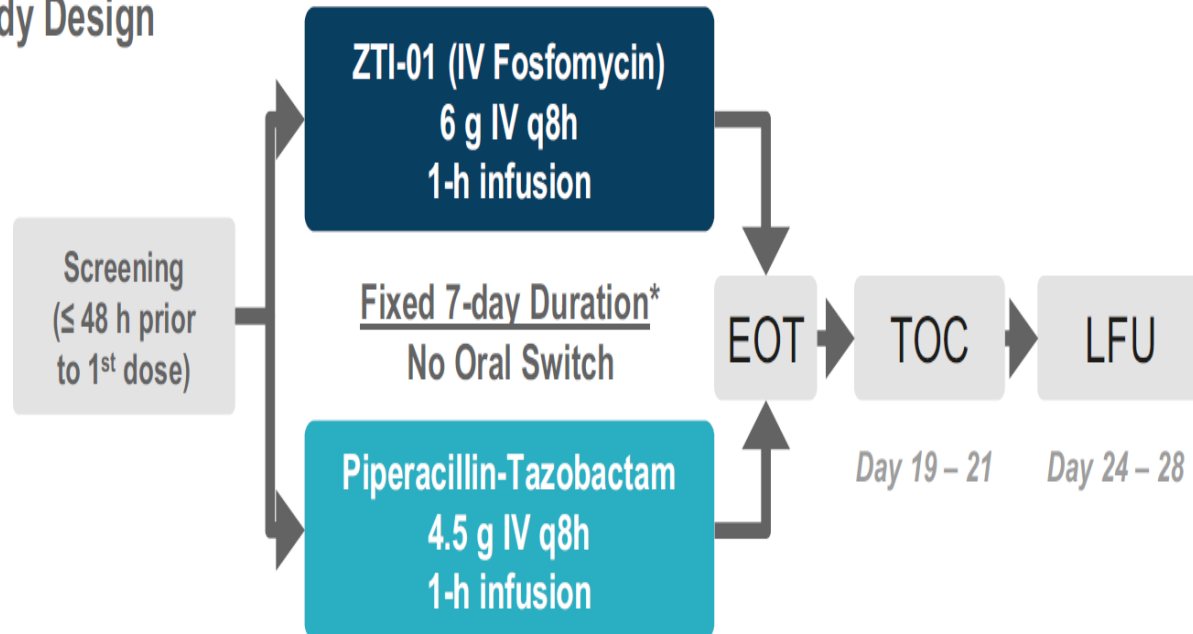 dy Design
ZTI-01 (IV Fosfomycin)
6 g IV q8h
1-h infusion
Screening
(≤ 48 h prior
to 1st dose)
Fixed 7-day Duration*
No Oral Switch
EOT
TOC
LFU
Day 19 – 21
Day 24 – 28
Piperacillin-Tazobactam
4.5 g IV q8h
1-h infusion